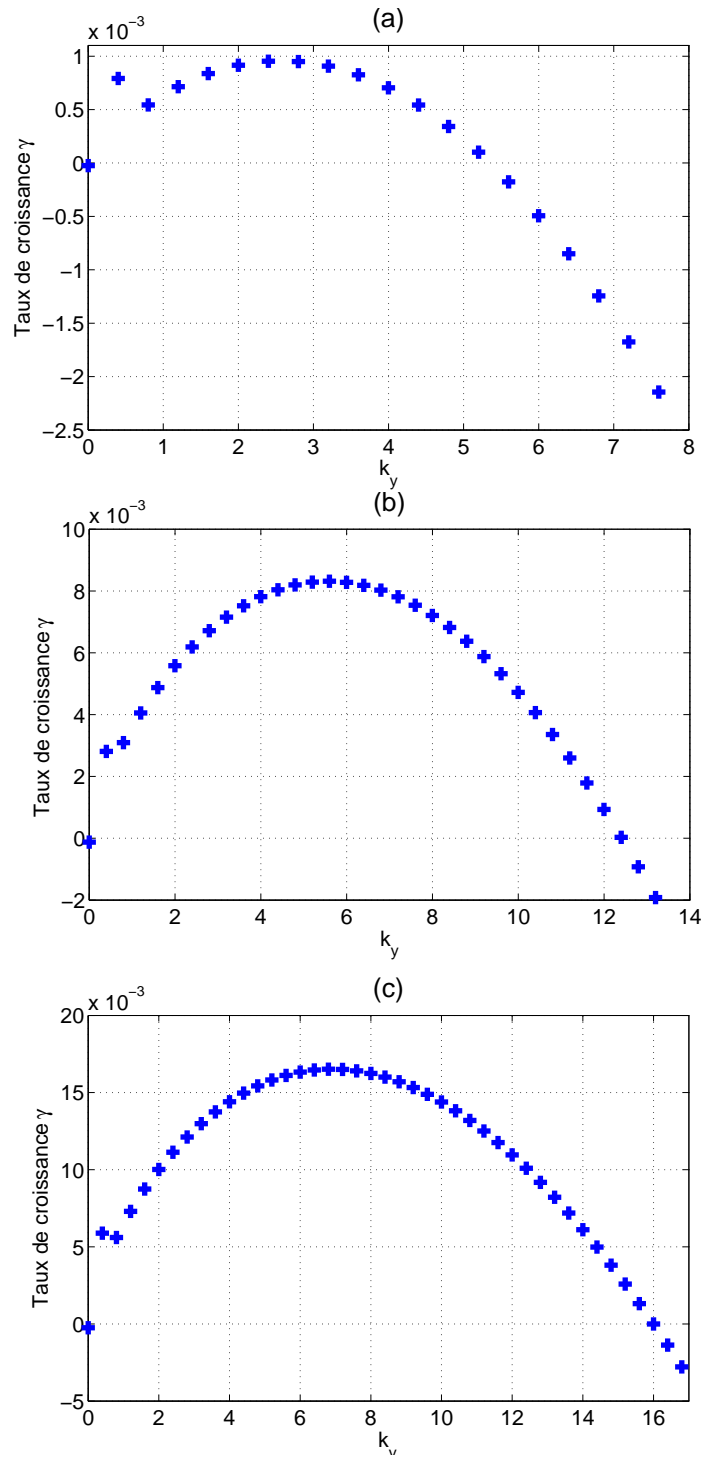 (a)
x 10⁻³
1
0.5
0
−0.5
−1
−1.5
−2
−2.5
Taux de croissance γ
0 1 2 3 4 5 6 7 8
k_y
(b)
x 10⁻³
10
8
6
4
2
0
−2
Taux de croissance γ
0 2 4 6 8 10 12 14
k_y
(c)
x 10⁻³
20
15
10
5
0
−5
Taux de croissance γ
0 2 4 6 8 10 12 14 16
k_y